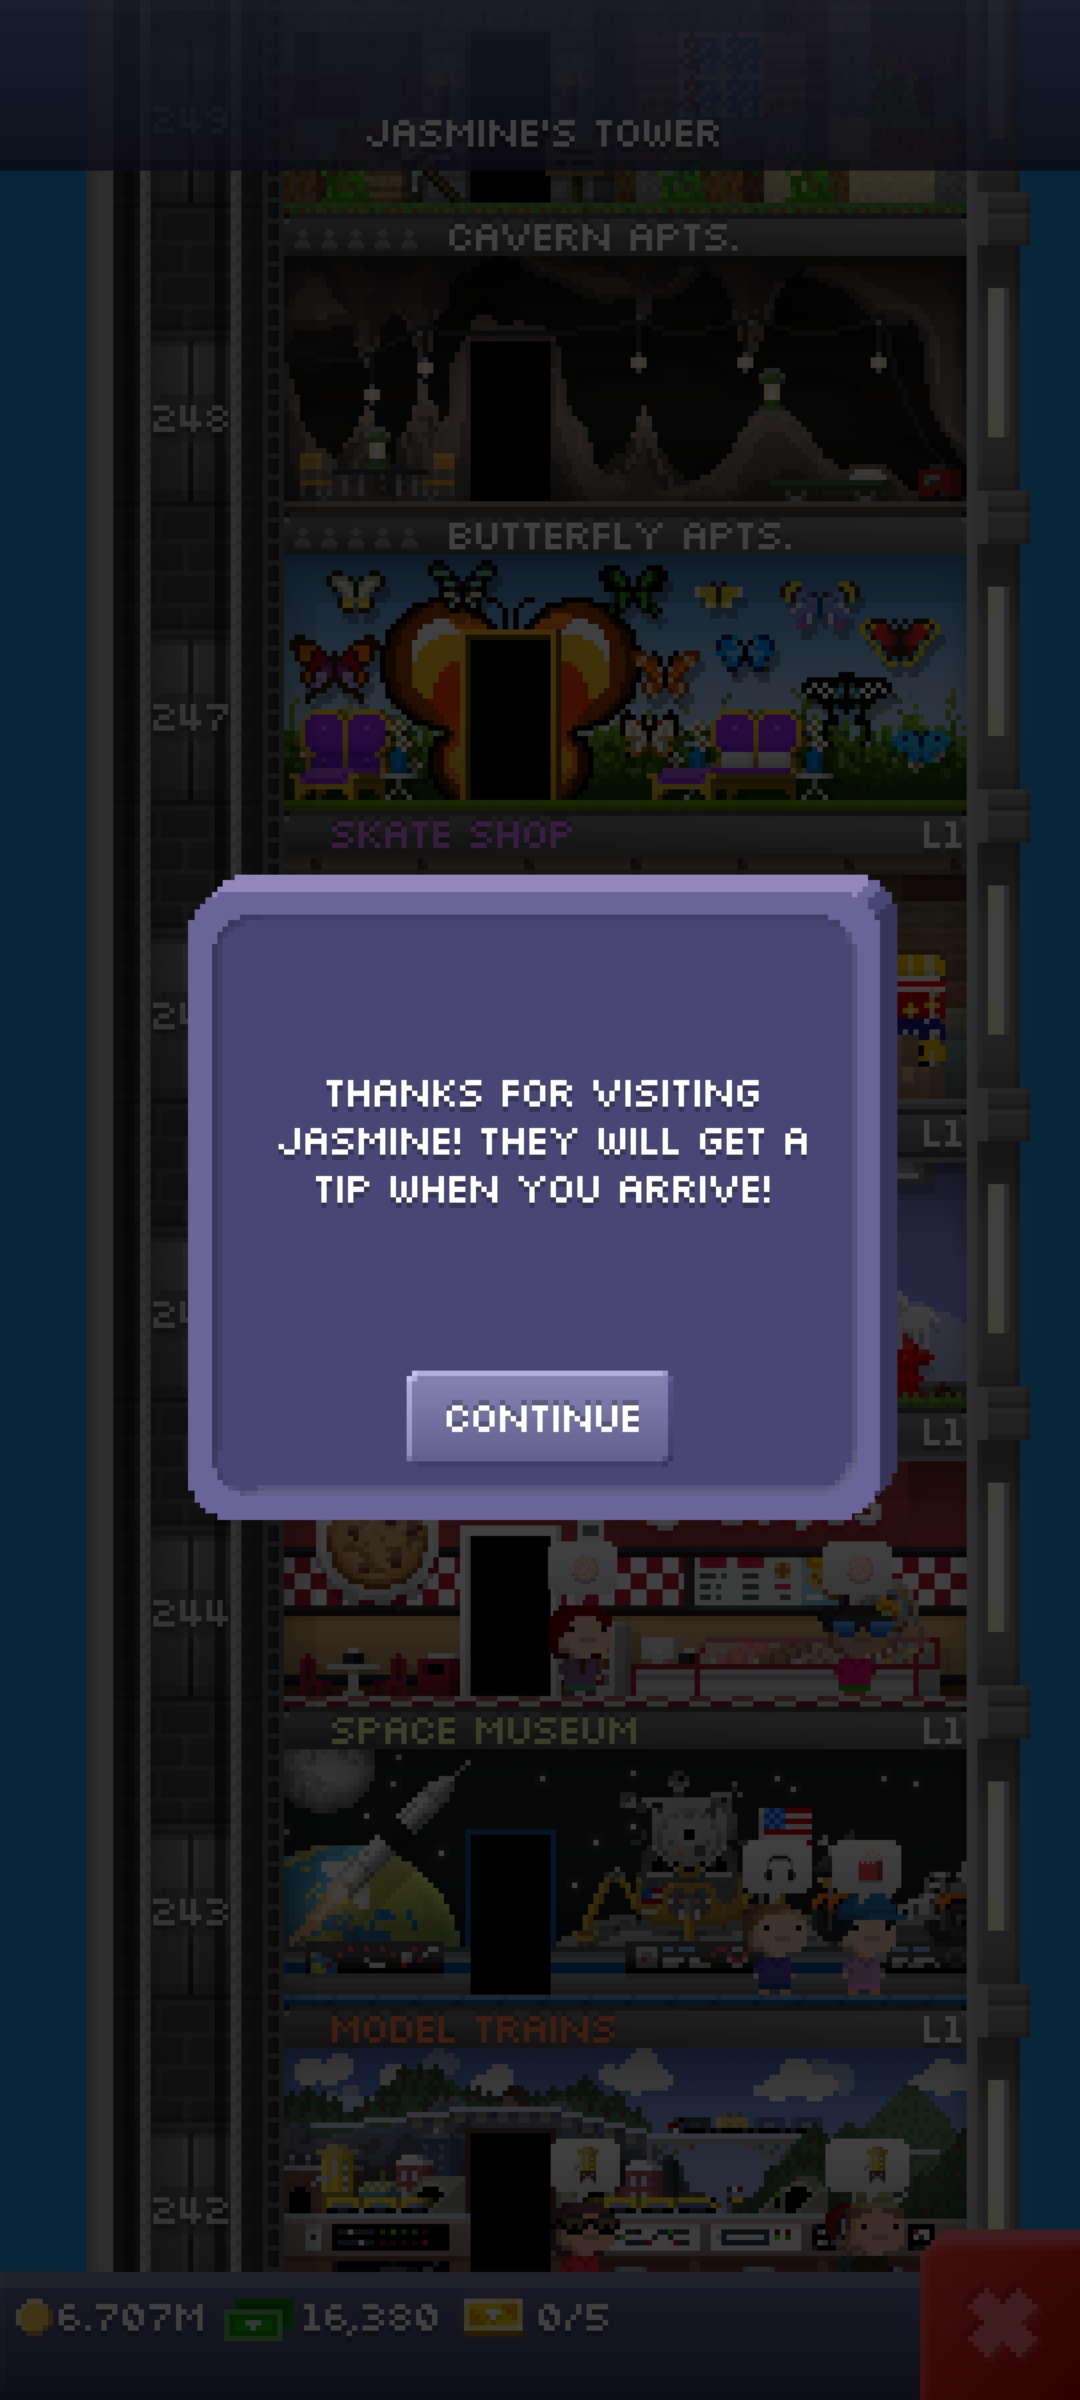 249
JASMINE'S TOWER
CAVERN APTS.
248
BUTTERFLY APTS.
247
SKATE SHOP L1
L1
THANKS FOR VISITING
JASMINE! THEY WILL GET A
TIP WHEN YOU ARRIVE!
CONTINUE
L1
244
SPACE MUSEUM L1
243
MODEL TRAINS L1
242
6.707M 16,380 0/5